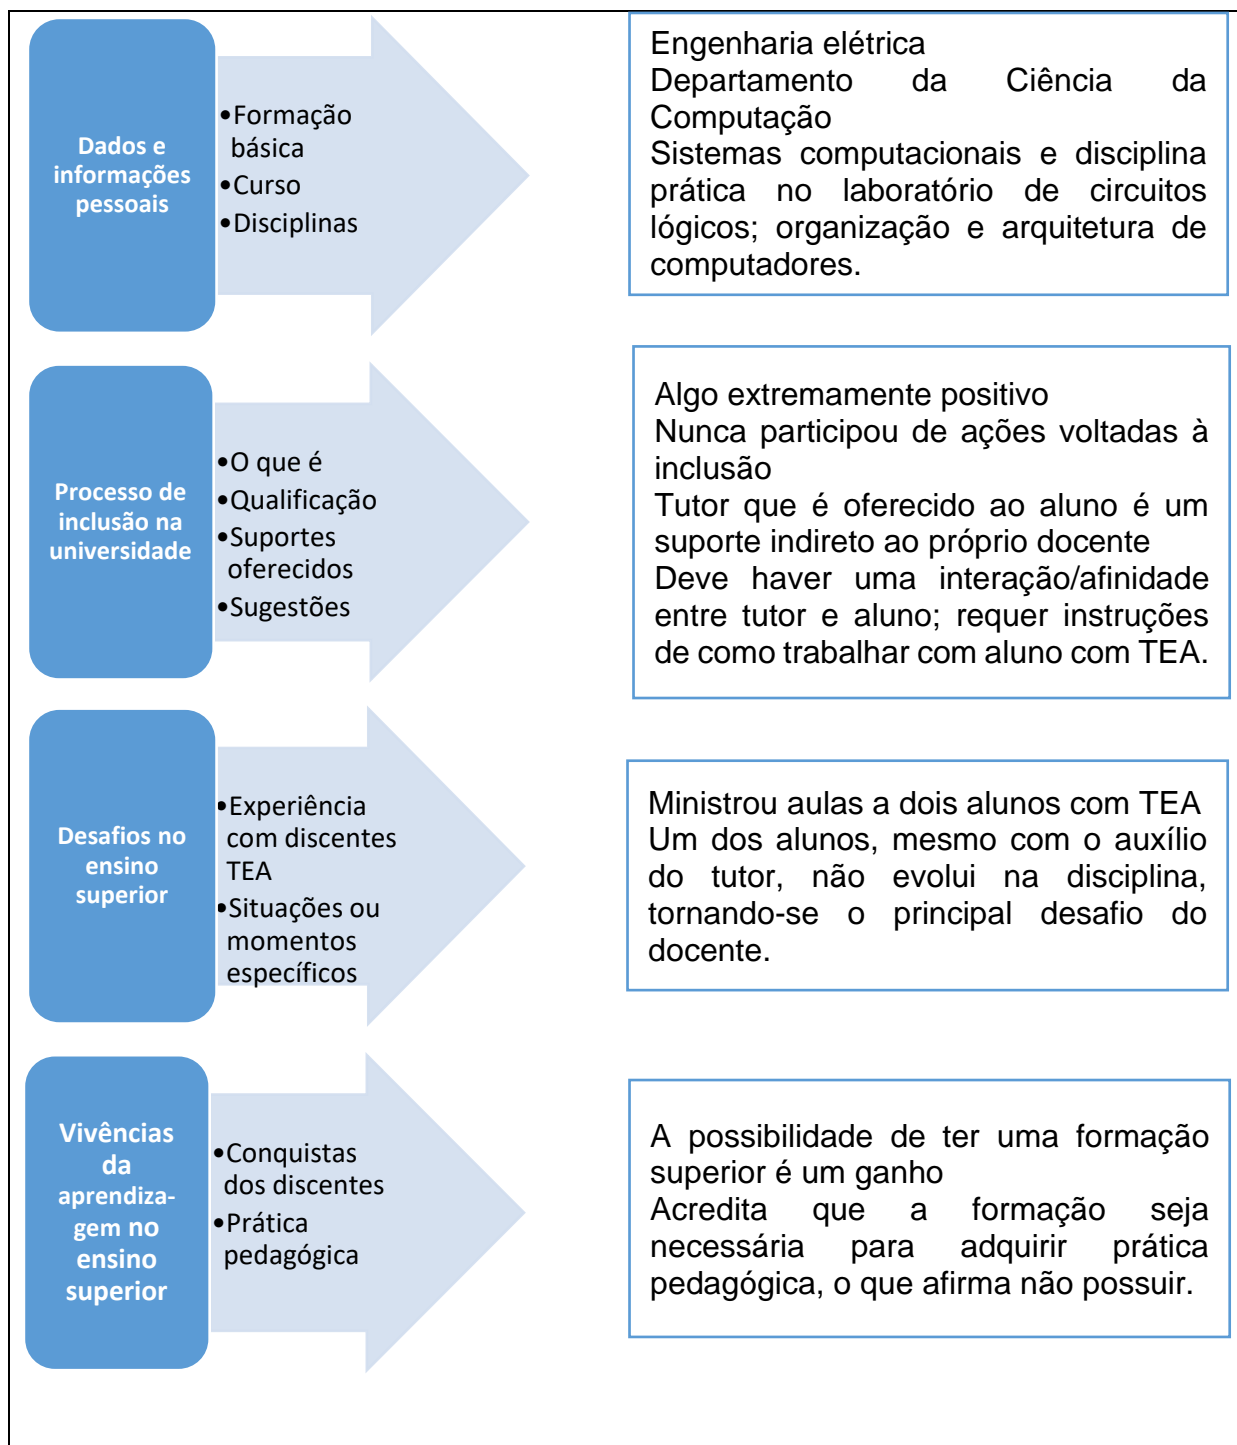 Dados e
informações
pessoais
•Formação
básica
•Curso
•Disciplinas
Engenharia elétrica
Departamento da Ciência da
Computação
Sistemas computacionais e disciplina
prática no laboratório de circuitos
lógicos; organização e arquitetura de
computadores.
Processo de
inclusão na
universidade
•O que é
•Qualificação
•Suportes
oferecidos
•Sugestões
Algo extremamente positivo
Nunca participou de ações voltadas à
inclusão
Tutor que é oferecido ao aluno é um
suporte indireto ao próprio docente
Deve haver uma interação/afinidade
entre tutor e aluno; requer instruções
de como trabalhar com aluno com TEA.
Desafios no
ensino
superior
•Experiência
com discentes
TEA
•Situações ou
momentos
específicos
Ministrou aulas a dois alunos com TEA
Um dos alunos, mesmo com o auxílio
do tutor, não evolui na disciplina,
tornando-se o principal desafio do
docente.
Vivências
da
aprendiza-
gem no
ensino
superior
•Conquistas
dos discentes
•Prática
pedagógica
A possibilidade de ter uma formação
superior é um ganho
Acredita que a formação seja
necessária para adquirir prática
pedagógica, o que afirma não possuir.